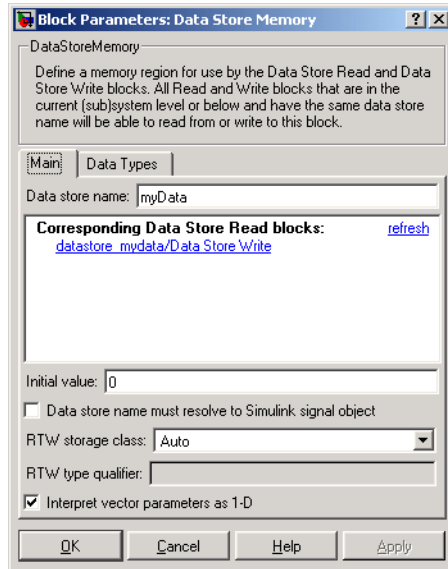 Block Parameters: Data Store Memory
DataStoreMemory
Define a memory region for use by the Data Store Read and Data
Store Write blocks. All Read and Write blocks that are in the
current (sub)system level or below and have the same data store
name will be able to read from or write to this block.
Main Data Types
Data store name: myData
Corresponding Data Store Read blocks: refresh
datastore_mydata/Data Store Write
Initial value: 0
Data store name must resolve to Simulink signal object
RTW storage class: Auto
RTW type qualifier:
Interpret vector parameters as 1-D
OK Cancel Help Apply